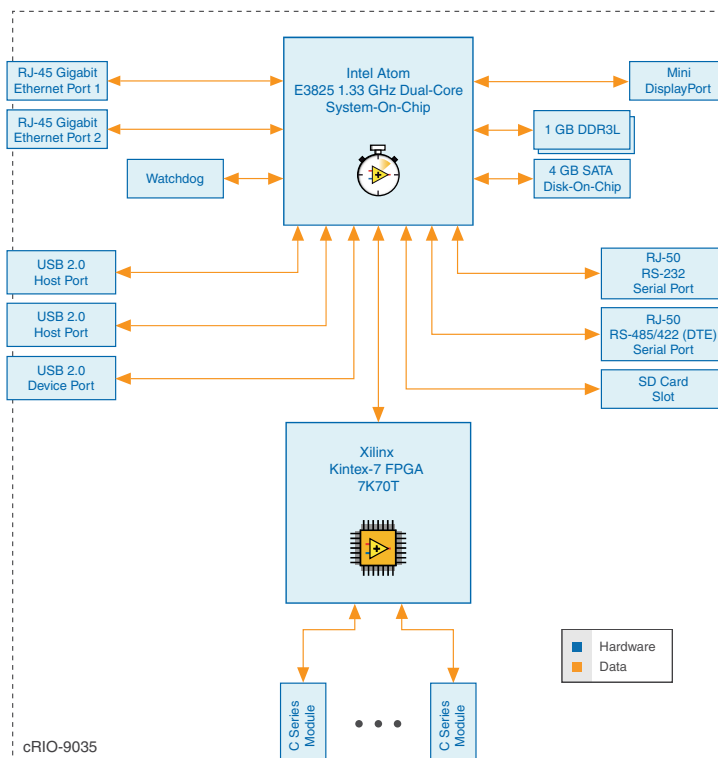 RJ-45 Gigabit
Ethernet Port 1
RJ-45 Gigabit
Ethernet Port 2
Watchdog
Intel Atom
E3825 1.33 GHz Dual-Core
System-On-Chip
Mini
DisplayPort
1 GB DDR3L
4 GB SATA
Disk-On-Chip
USB 2.0
Host Port
USB 2.0
Host Port
USB 2.0
Device Port
RJ-50
RS-232
Serial Port
RJ-50
RS-485/422 (DTE)
Serial Port
SD Card
Slot
Xilinx
Kintex-7 FPGA
7K70T
Hardware
Data
C Series
Module
C Series
Module
cRIO-9035